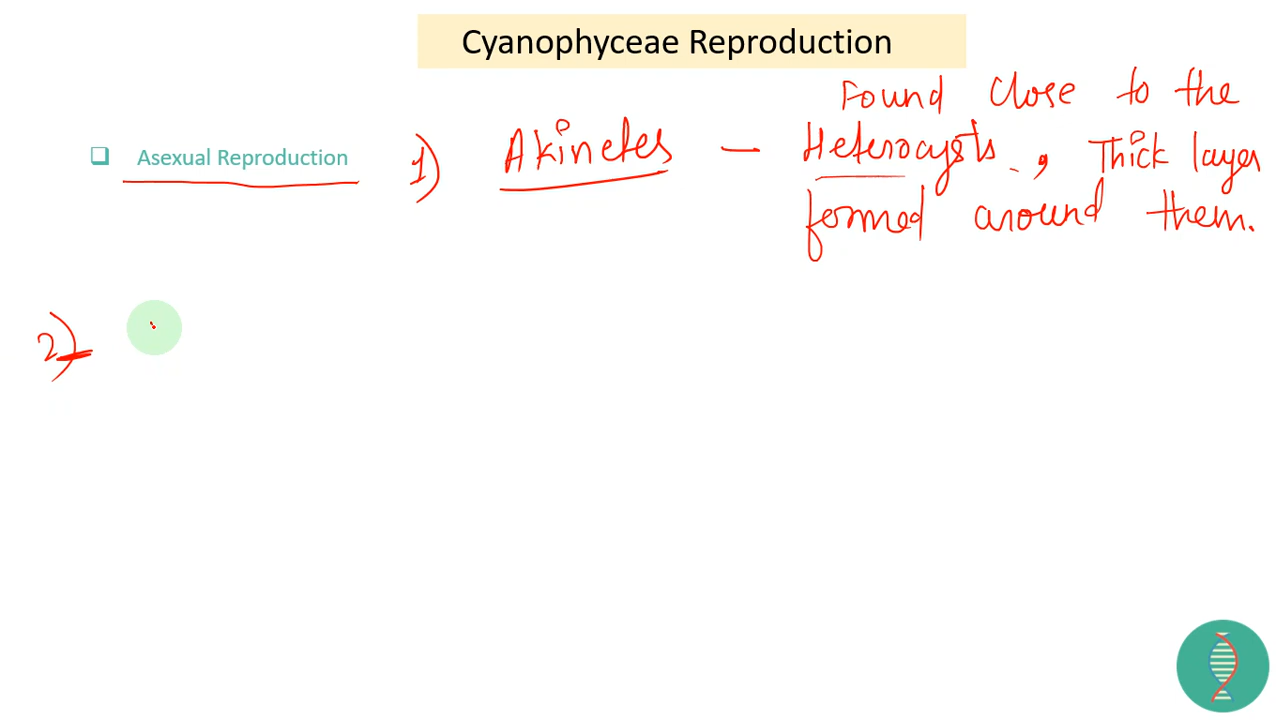 Cyanophyceae Reproduction
Found close to the
Asexual Reproduction 1) Akinetes — Heterocysts , Thick layer
formed around them.
2)